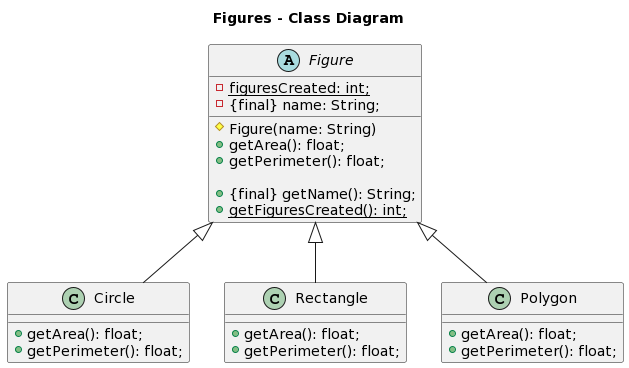 Figures - Class Diagram
A Figure
figuresCreated: int;
{final} name: String;
Figure(name: String)
getArea(): float;
getPerimeter(): float;
{final} getName(): String;
getFiguresCreated(): int;
C Circle
getArea(): float;
getPerimeter(): float;
C Rectangle
getArea(): float;
getPerimeter(): float;
C Polygon
getArea(): float;
getPerimeter(): float;